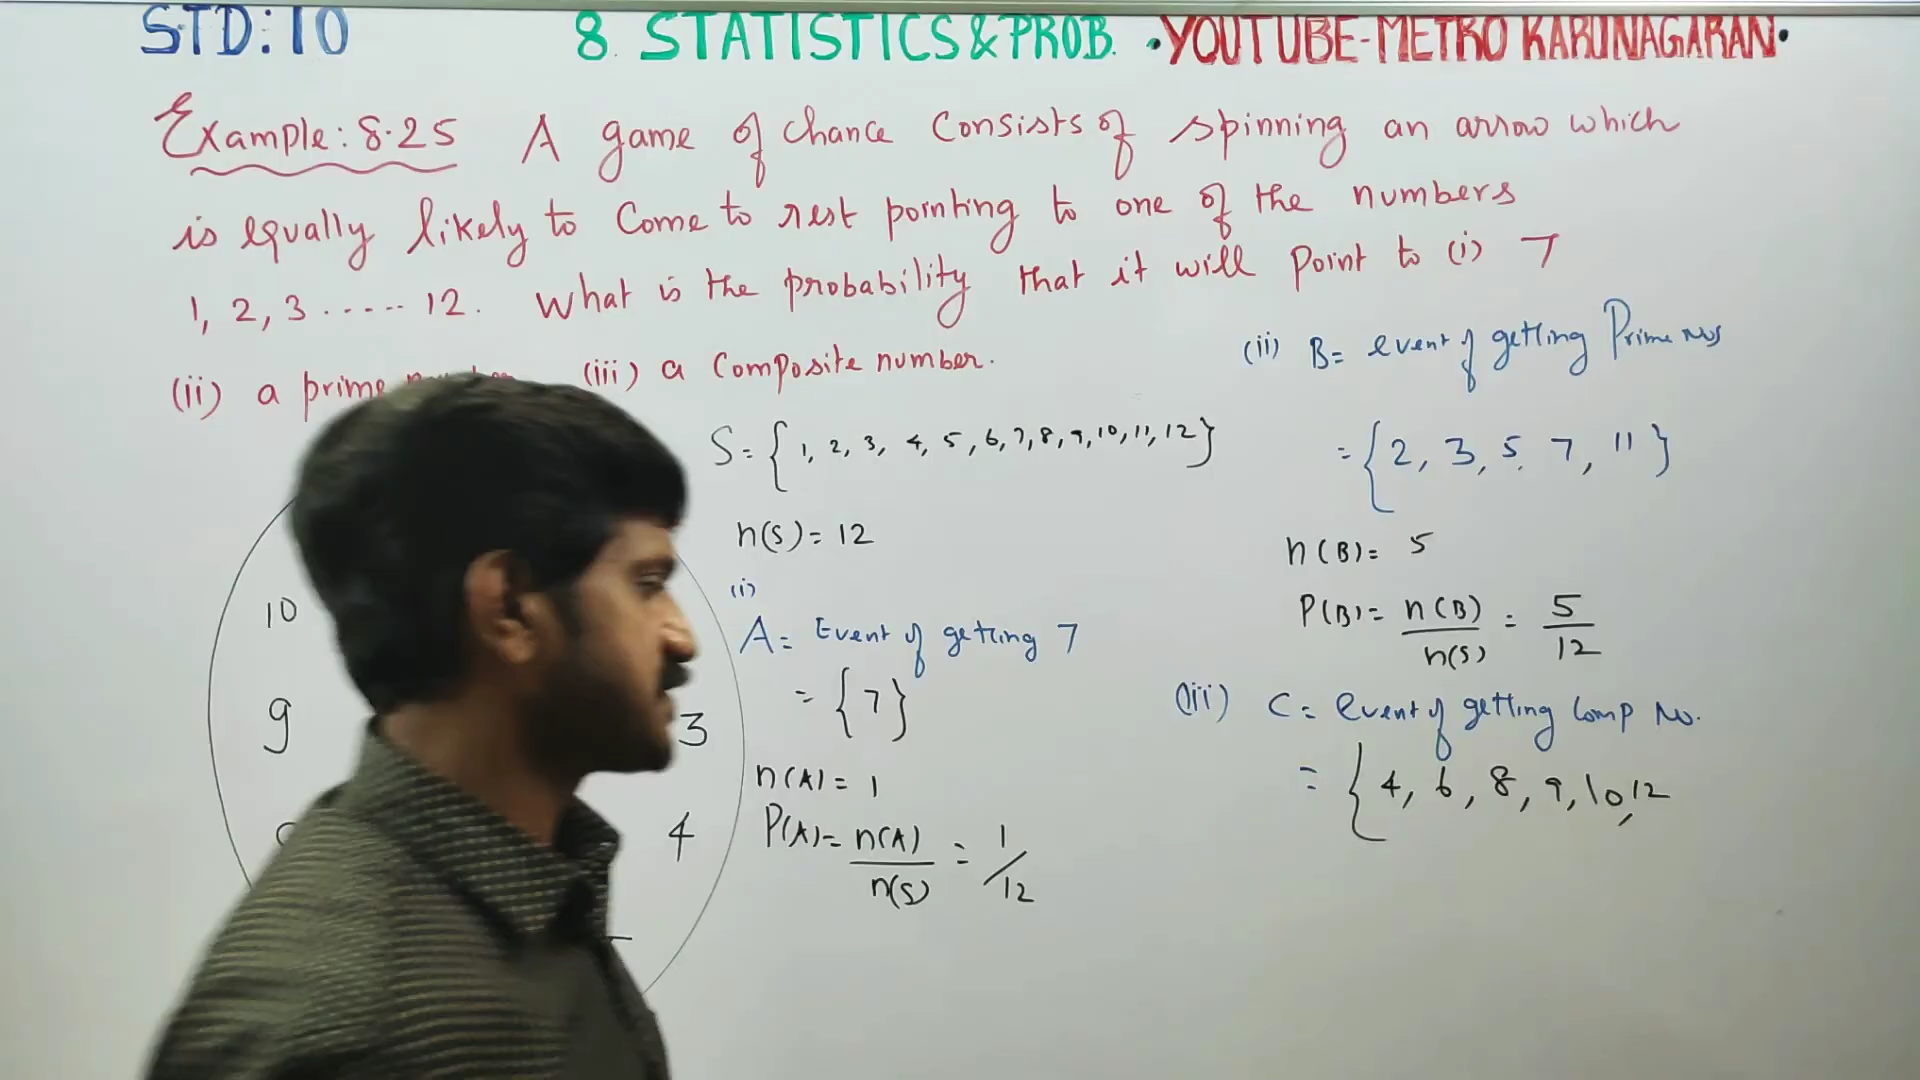 STD: 10 8. STATISTICS & PROB. • YOUTUBE-METRO KARUNAGARAN •
Example: 8.25 A game of chance consists of spinning an arrow which
is equally likely to come to rest pointing to one of the numbers
1, 2, 3 ..... 12. What is the probability that it will point to (i) 7
(ii) a prime (iii) a composite number.
S = { 1, 2, 3, 4, 5, 6, 7, 8, 9, 10, 11, 12 }
n(S) = 12
(i)
A = Event of getting 7
= { 7 }
n(A) = 1
P(A) = n(A)/n(S) = 1/12
(ii) B = event of getting Prime Nos
= { 2, 3, 5, 7, 11 }
n(B) = 5
P(B) = n(B)/n(S) = 5/12
(iii) C = event of getting Comp No.
= { 4, 6, 8, 9, 10, 12
10
9
3
4